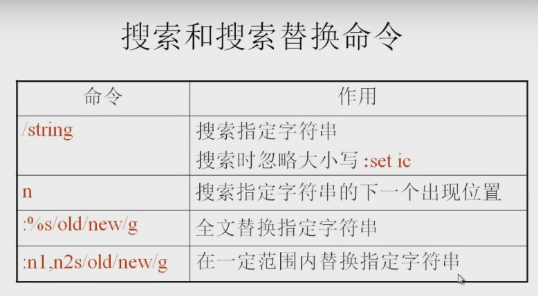 搜索和搜索替换命令
命令 作用
/string 搜索指定字符串
搜索时忽略大小写 :set ic
n 搜索指定字符串的下一个出现位置
:%s/old/new/g 全文替换指定字符串
:n1,n2s/old/new/g 在一定范围内替换指定字符串